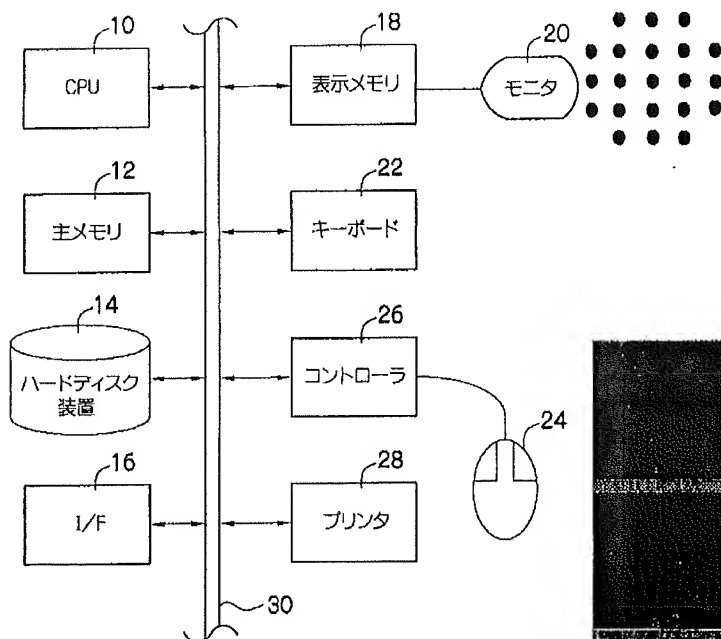 10
CPU
18
表示メモリ
20
モニタ
12
主メモリ
22
キーボード
14
ハードディスク
装置
26
コントローラ
24
16
I/F
28
プリンタ
30